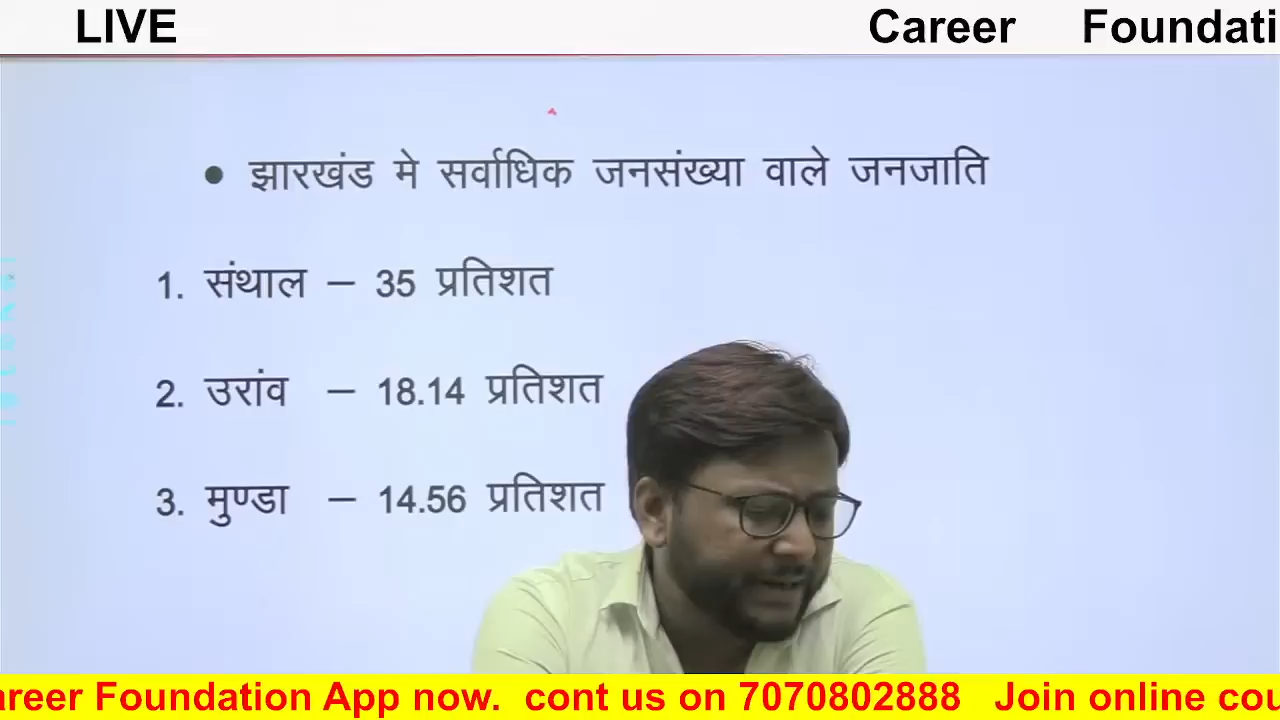 LIVE Career Foundati
• झारखंड मे सर्वाधिक जनसंख्या वाले जनजाति
1. संथाल – 35 प्रतिशत
2. उरांव – 18.14 प्रतिशत
3. मुण्डा – 14.56 प्रतिशत
areer Foundation App now. cont us on 7070802888 Join online cou